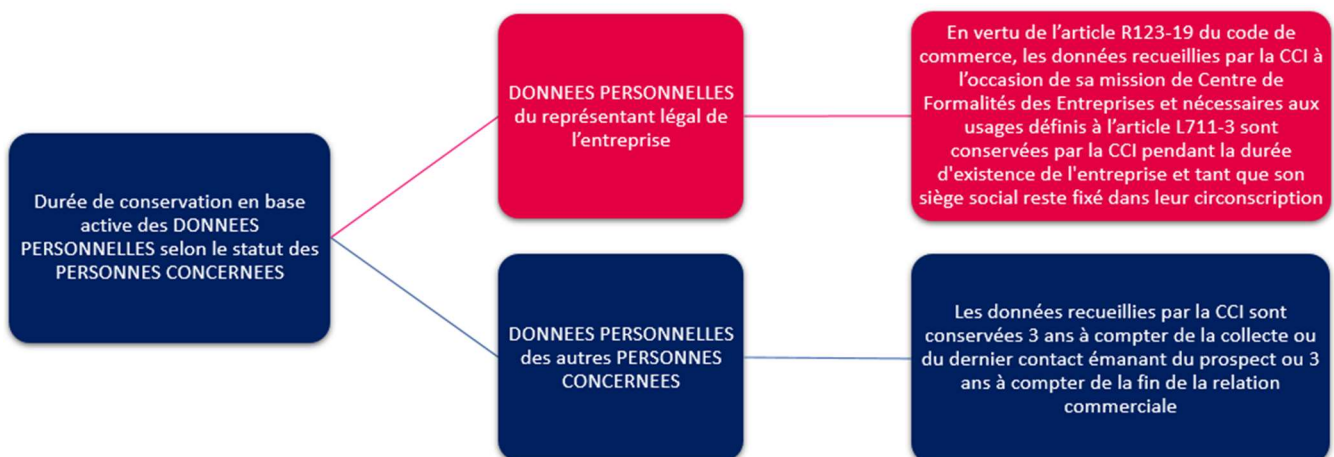 Durée de conservation en base
active des DONNEES
PERSONNELLES selon le statut des
PERSONNES CONCERNEES
DONNEES PERSONNELLES
du représentant légal de
l’entreprise
En vertu de l’article R123-19 du code de
commerce, les données recueillies par la CCI à
l’occasion de sa mission de Centre de
Formalités des Entreprises et nécessaires aux
usages définis à l’article L711-3 sont
conservées par la CCI pendant la durée
d'existence de l'entreprise et tant que son
siège social reste fixé dans leur circonscription
DONNEES PERSONNELLES
des autres PERSONNES
CONCERNEES
Les données recueillies par la CCI sont
conservées 3 ans à compter de la collecte ou
du dernier contact émanant du prospect ou 3
ans à compter de la fin de la relation
commerciale